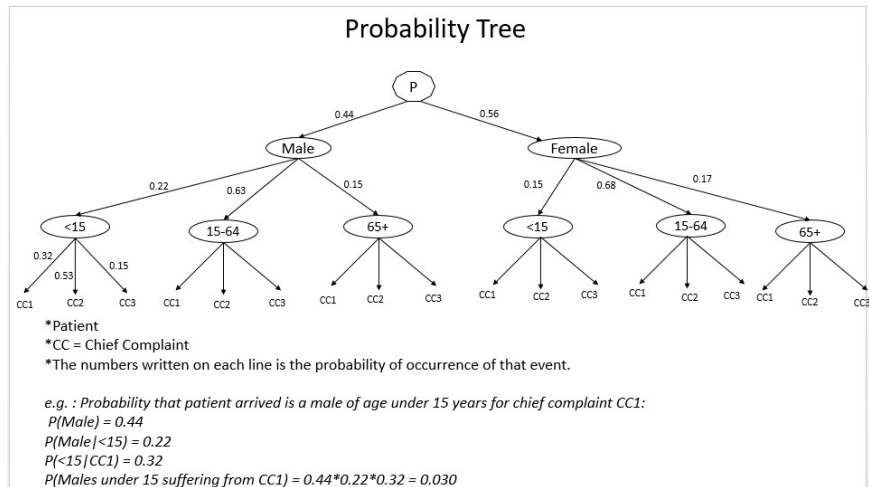 Probability Tree
P
0.44 0.56
Male Female
0.22 0.63 0.15 0.15 0.68 0.17
<15 15-64 65+ <15 15-64 65+
0.32 0.53 0.15
CC1 CC2 CC3 CC1 CC2 CC3 CC1 CC2 CC3 CC1 CC2 CC3 CC1 CC2 CC3 CC1 CC2 CC3
*Patient
*CC = Chief Complaint
*The numbers written on each line is the probability of occurrence of that event.
e.g. : Probability that patient arrived is a male of age under 15 years for chief complaint CC1:
P(Male) = 0.44
P(Male|<15) = 0.22
P(<15|CC1) = 0.32
P(Males under 15 suffering from CC1) = 0.44*0.22*0.32 = 0.030